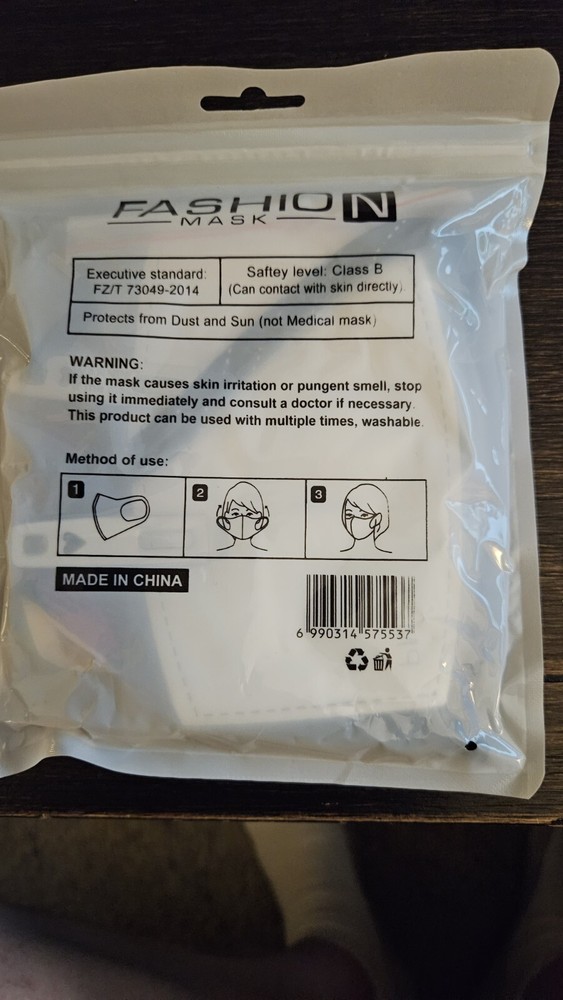 FASHION
MASK
Executive standard:
FZ/T 73049-2014
Saftey level: Class B
(Can contact with skin directly)
Protects from Dust and Sun (not Medical mask)
WARNING:
If the mask causes skin irritation or pungent smell, stop
using it immediately and consult a doctor if necessary.
This product can be used with multiple times, washable.
Method of use:
1
2
3
MADE IN CHINA
6 990314 575537